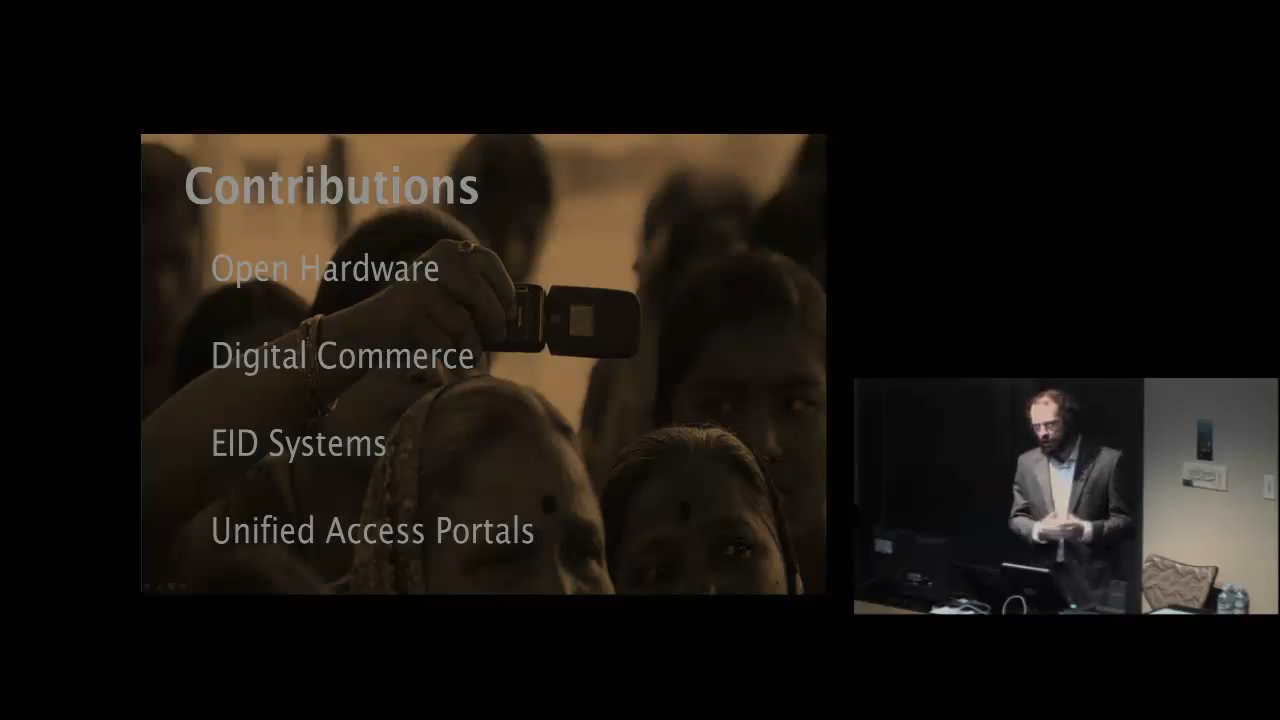 Contributions
Open Hardware
Digital Commerce
EID Systems
Unified Access Portals